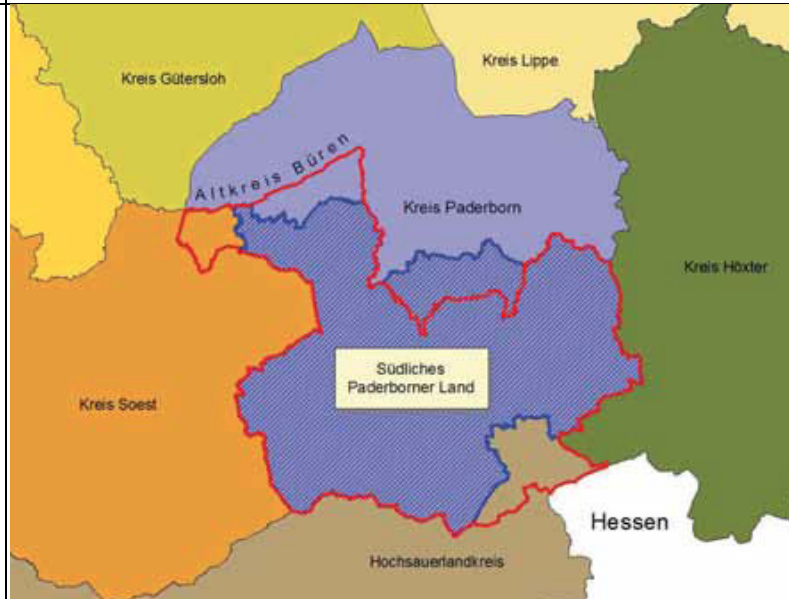 Kreis Gütersloh
Kreis Lippe
Altkreis Büren
Kreis Paderborn
Kreis Höxter
Südliches
Paderborner Land
Kreis Soest
Hessen
Hochsauerlandkreis